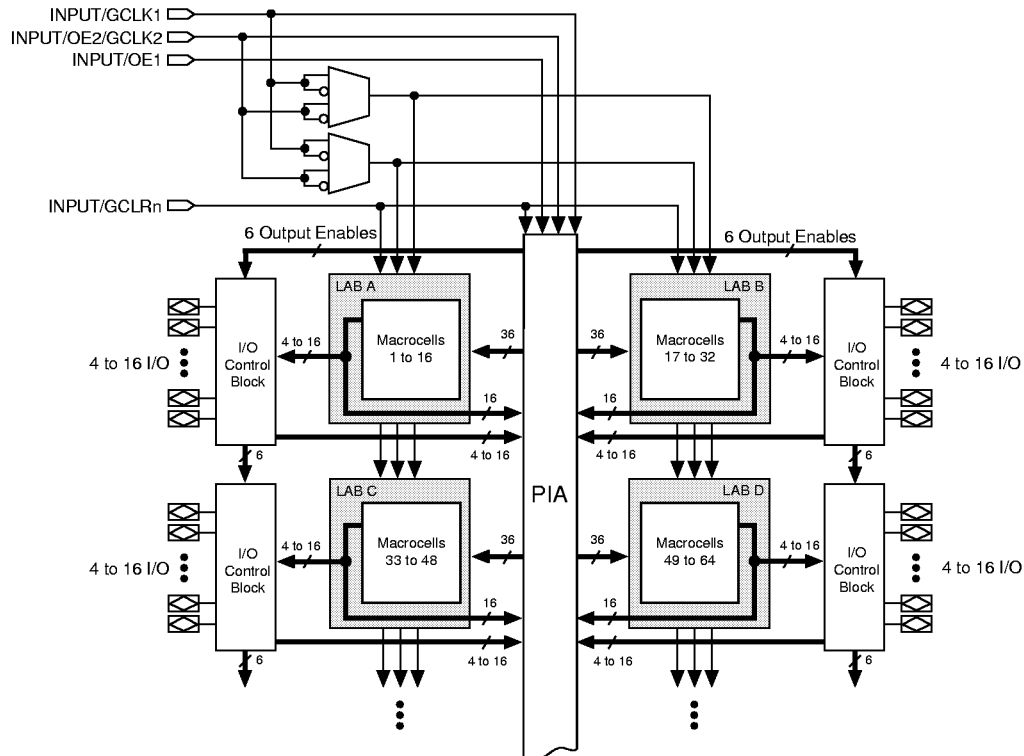 INPUT/GCLK1
INPUT/OE2/GCLK2
INPUT/OE1
INPUT/GCLRn
6 Output Enables
6 Output Enables
LAB A
LAB B
Macrocells
1 to 16
Macrocells
17 to 32
I/O
Control
Block
I/O
Control
Block
4 to 16
36
36
4 to 16
4 to 16 I/O
4 to 16 I/O
16
16
4 to 16
4 to 16
6
6
PIA
LAB C
LAB D
Macrocells
33 to 48
Macrocells
49 to 64
I/O
Control
Block
I/O
Control
Block
4 to 16
36
36
4 to 16
4 to 16 I/O
4 to 16 I/O
16
16
4 to 16
4 to 16
6
6